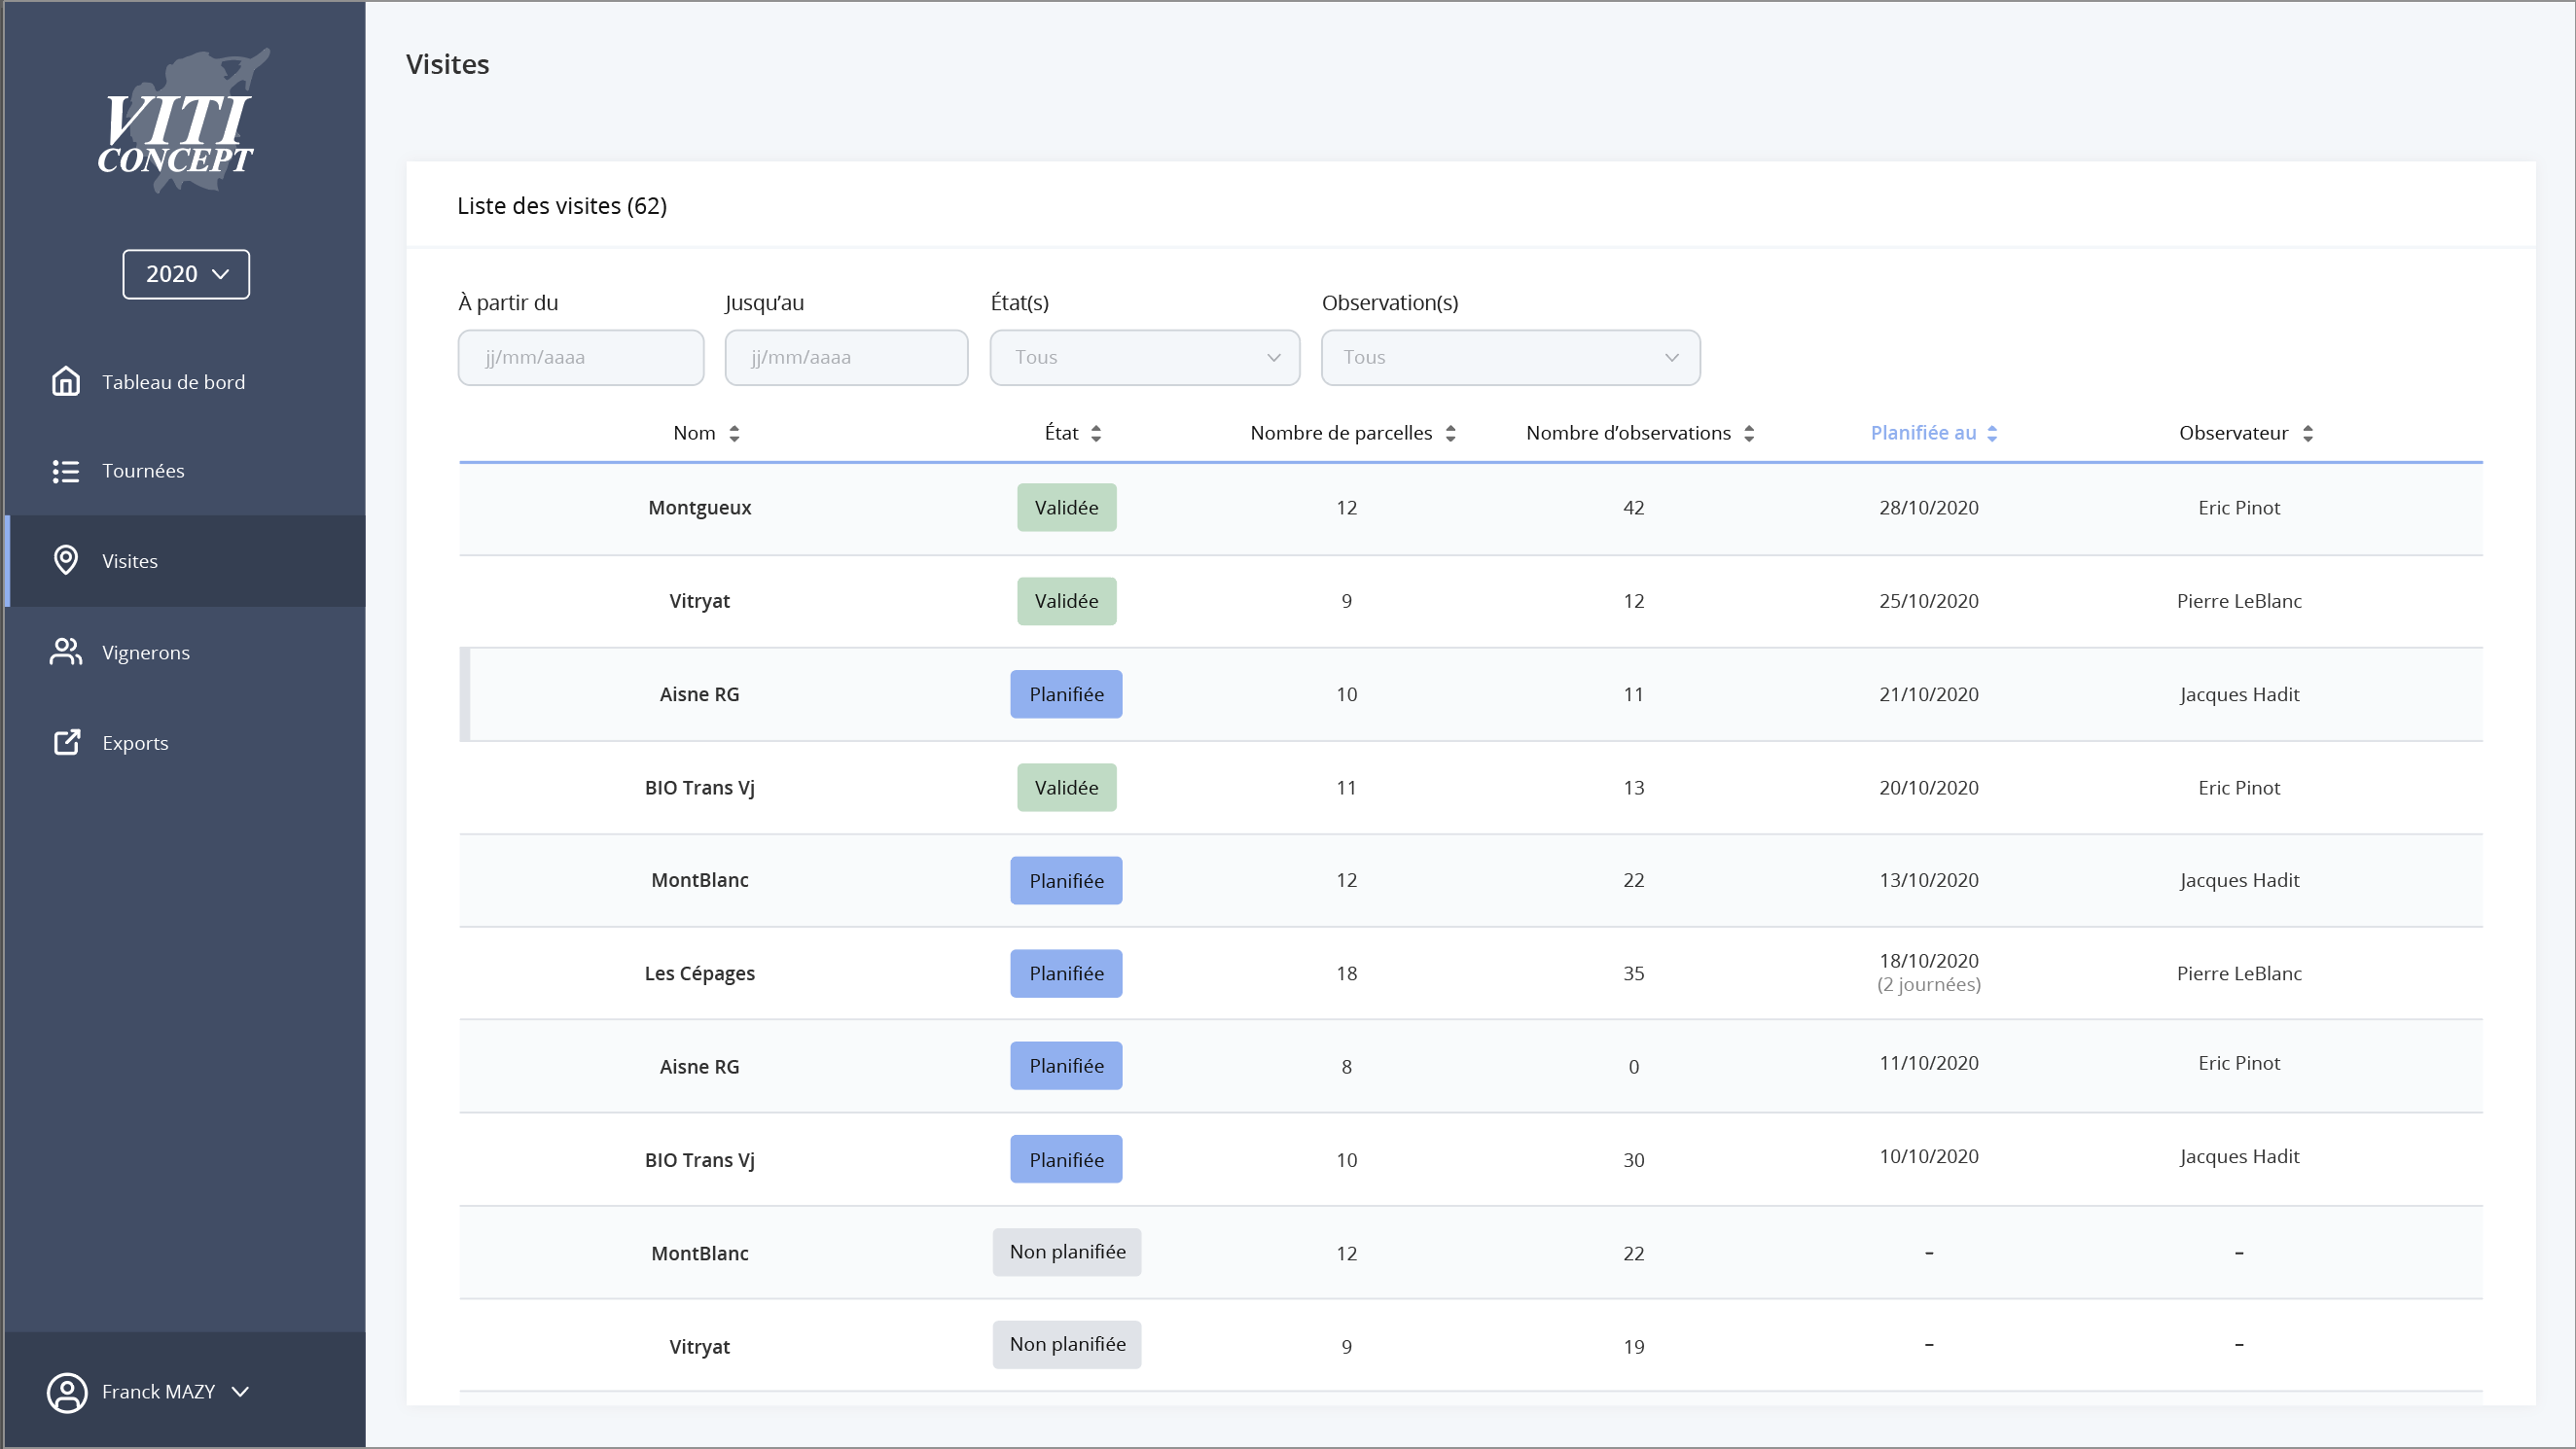 VITI
CONCEPT
2020
Tableau de bord
Tournées
Visites
Vignerons
Exports
Franck MAZY
Visites
Liste des visites (62)
À partir du Jusqu’au État(s) Observation(s)
jj/mm/aaaa jj/mm/aaaa Tous Tous
Nom État Nombre de parcelles Nombre d’observations Planifiée au Observateur
Montgueux Validée 12 42 28/10/2020 Eric Pinot
Vitryat Validée 9 12 25/10/2020 Pierre LeBlanc
Aisne RG Planifiée 10 11 21/10/2020 Jacques Hadit
BIO Trans Vj Validée 11 13 20/10/2020 Eric Pinot
MontBlanc Planifiée 12 22 13/10/2020 Jacques Hadit
Les Cépages Planifiée 18 35 18/10/2020 Pierre LeBlanc
(2 journées)
Aisne RG Planifiée 8 0 11/10/2020 Eric Pinot
BIO Trans Vj Planifiée 10 30 10/10/2020 Jacques Hadit
MontBlanc Non planifiée 12 22 – –
Vitryat Non planifiée 9 19 – –